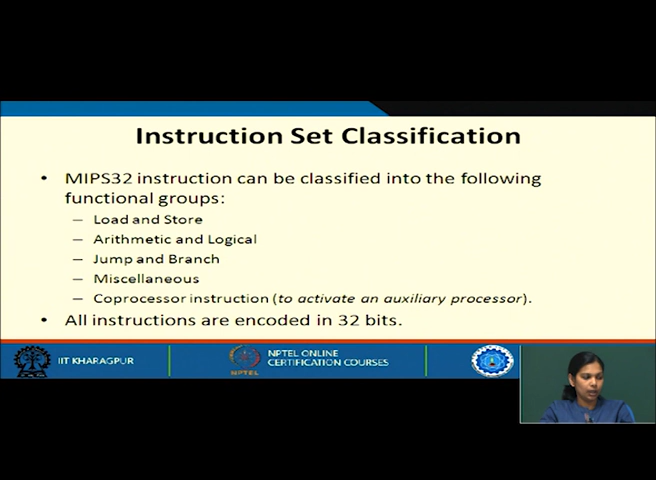 Instruction Set Classification
• MIPS32 instruction can be classified into the following
functional groups:
– Load and Store
– Arithmetic and Logical
– Jump and Branch
– Miscellaneous
– Coprocessor instruction (to activate an auxiliary processor).
• All instructions are encoded in 32 bits.
IIT KHARAGPUR
NPTEL ONLINE
CERTIFICATION COURSES
NPTEL